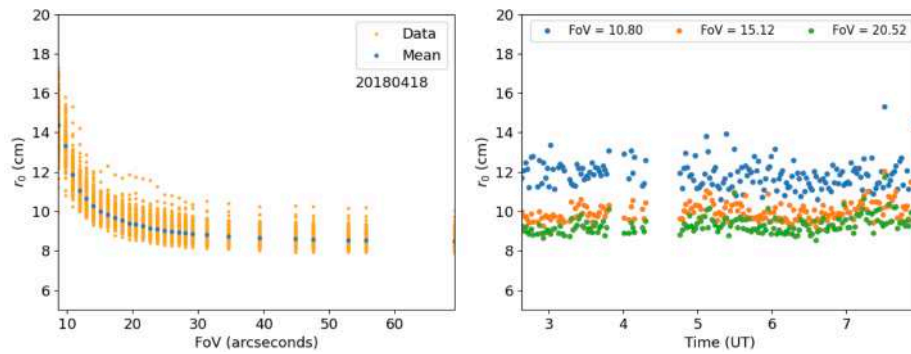 20
18
16
14
12
10
8
6
r₀ (cm)
Data
Mean
20180418
10 20 30 40 50 60
FoV (arcseconds)
20
18
16
14
12
10
8
6
r₀ (cm)
FoV = 10.80 FoV = 15.12 FoV = 20.52
3 4 5 6 7
Time (UT)